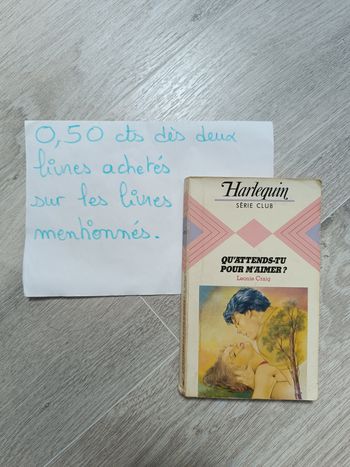 0,50 cts dès deux
livres achetés
sur les livres
mentionnés.
Harlequin
SÉRIE CLUB
QU'ATTENDS-TU
POUR M'AIMER ?
Leonie Craig